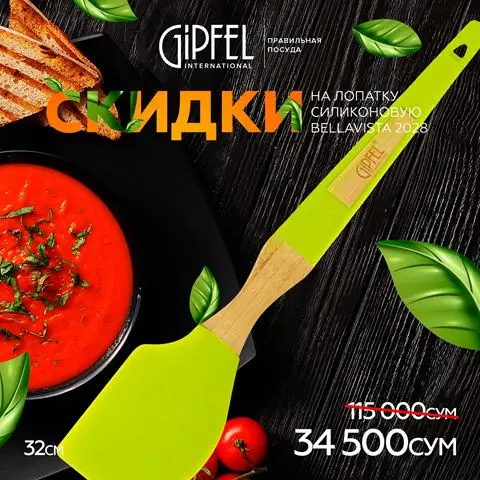 GiPFEL
INTERNATIONAL
ПРАВИЛЬНАЯ
ПОСУДА
СКИДКИ
НА ЛОПАТКУ
СИЛИКОНОВУЮ
BELLAVISTA 2028
GiPFEL
115 000СУМ
34 500СУМ
32СМ